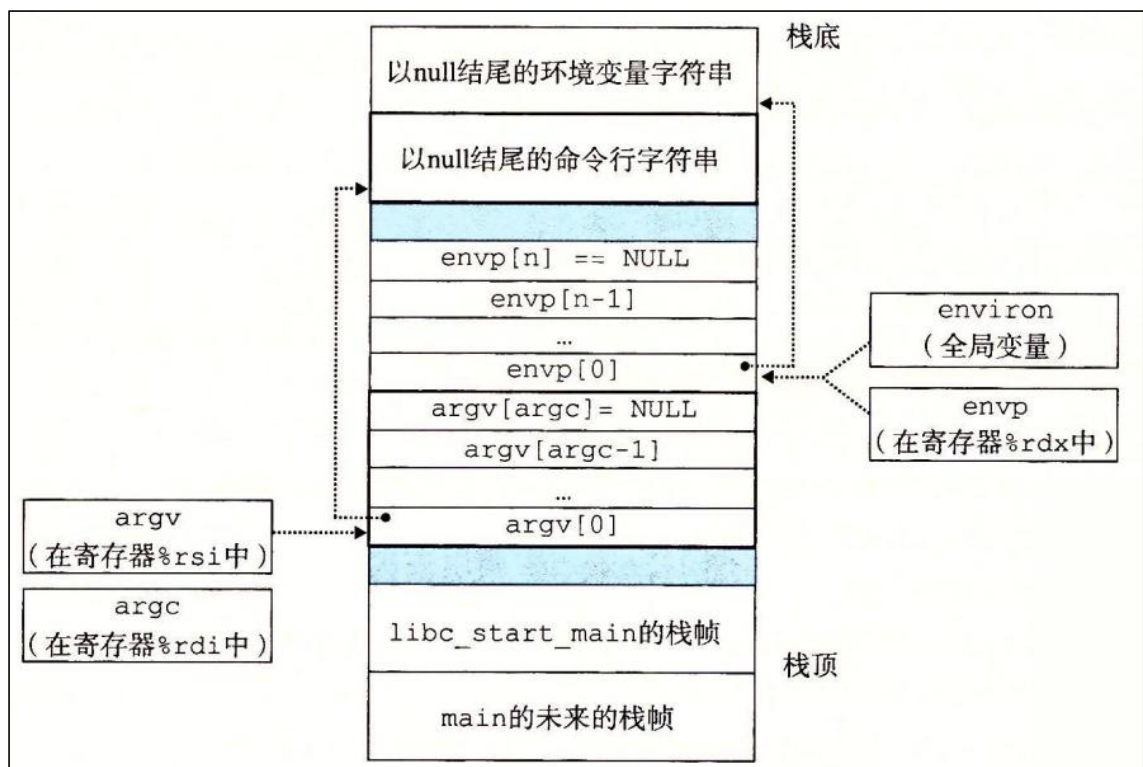 栈底
以null结尾的环境变量字符串
以null结尾的命令行字符串
envp[n] == NULL
envp[n-1]
…
envp[0]
argv[argc]= NULL
argv[argc-1]
…
argv[0]
libc_start_main的栈帧
main的未来的栈帧
栈顶
environ
(全局变量)
envp
(在寄存器%rdx中)
argv
(在寄存器%rsi中)
argc
(在寄存器%rdi中)